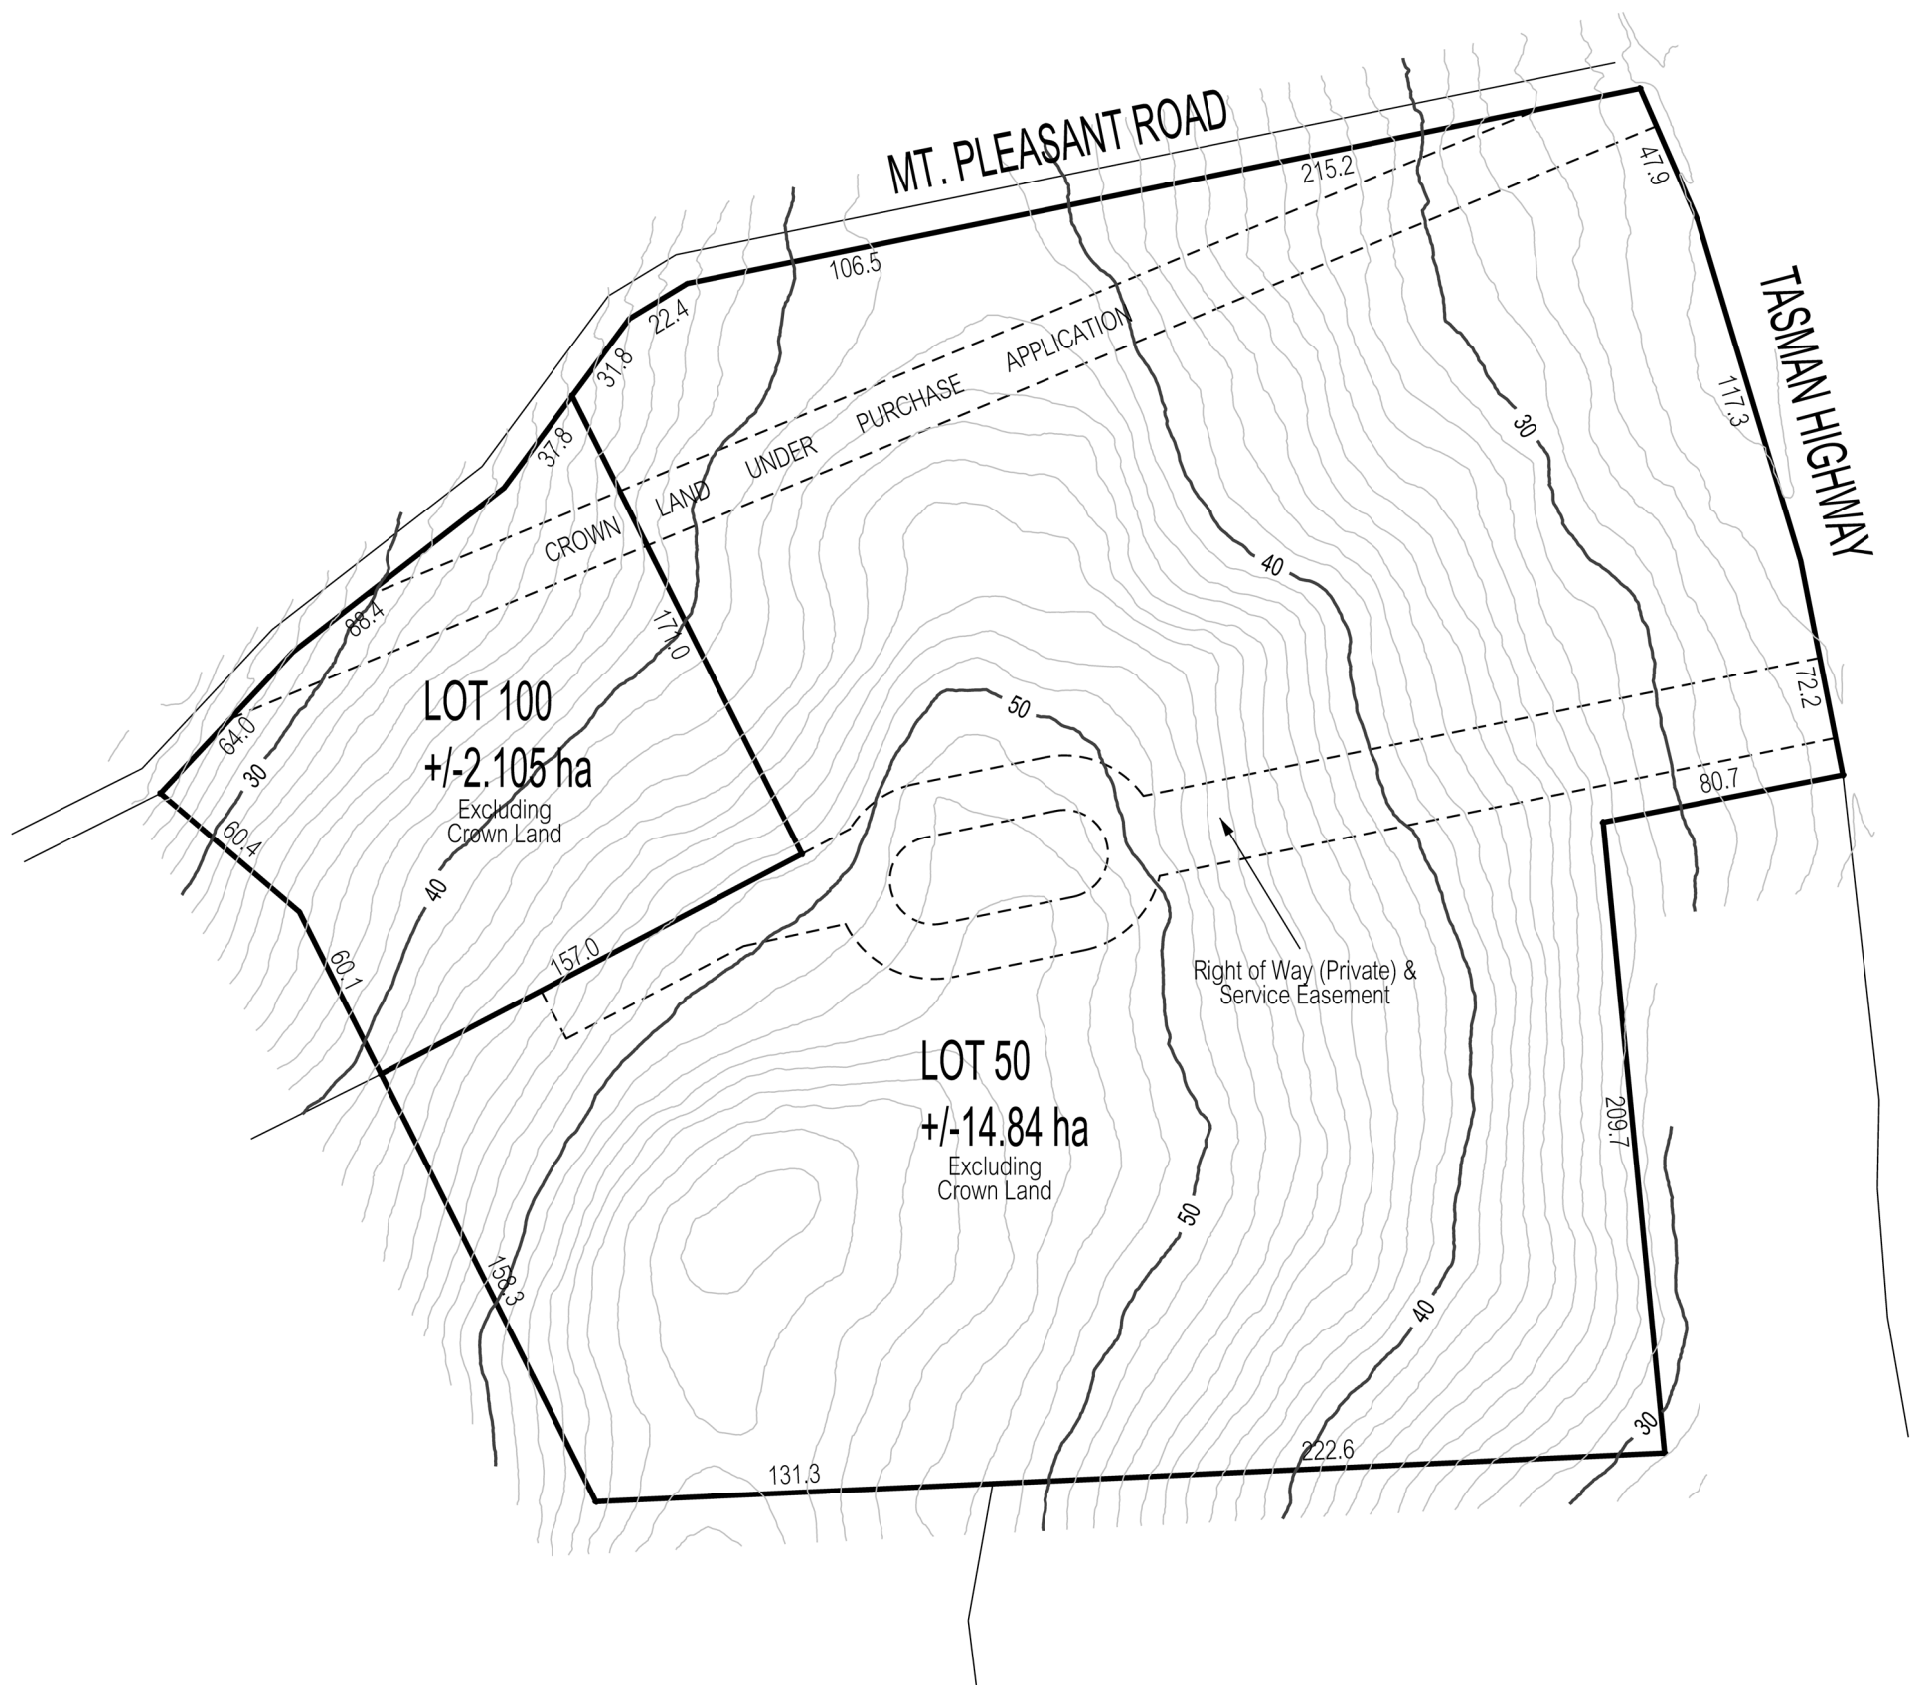 MT. PLEASANT ROAD
215.2
47.9
106.5
22.4
31.8
37.8
TASMAN HIGHWAY
117.3
30
CROWN LAND UNDER PURCHASE APPLICATION
40
88.4
171.0
LOT 100
+/-2.105 ha
Excluding
Crown Land
64.0
30
60.4
40
50
72.2
80.7
157.0
60.1
Right of Way (Private) &
Service Easement
LOT 50
+/-14.84 ha
Excluding
Crown Land
209.7
50
158.3
40
30
131.3
222.6